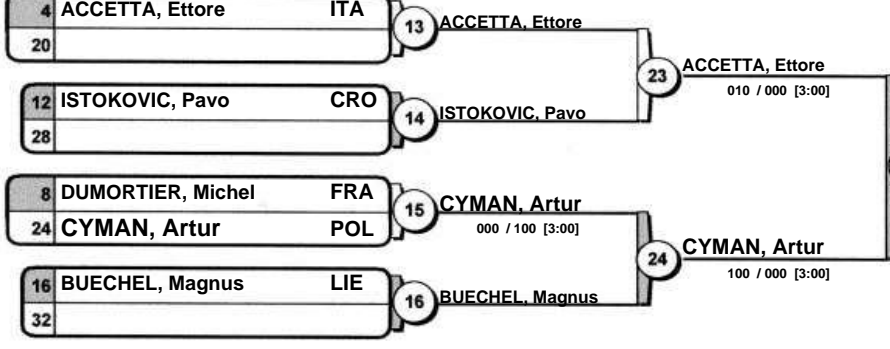 4 ACCETTA, Ettore ITA
20
13
ACCETTA, Ettore
12 ISTOKOVIC, Pavo CRO
28
14
ISTOKOVIC, Pavo
23
ACCETTA, Ettore
010 / 000 [3:00]
8 DUMORTIER, Michel FRA
24 CYMAN, Artur POL
15
CYMAN, Artur
000 / 100 [3:00]
16 BUECHEL, Magnus LIE
32
16
BUECHEL, Magnus
24
CYMAN, Artur
100 / 000 [3:00]